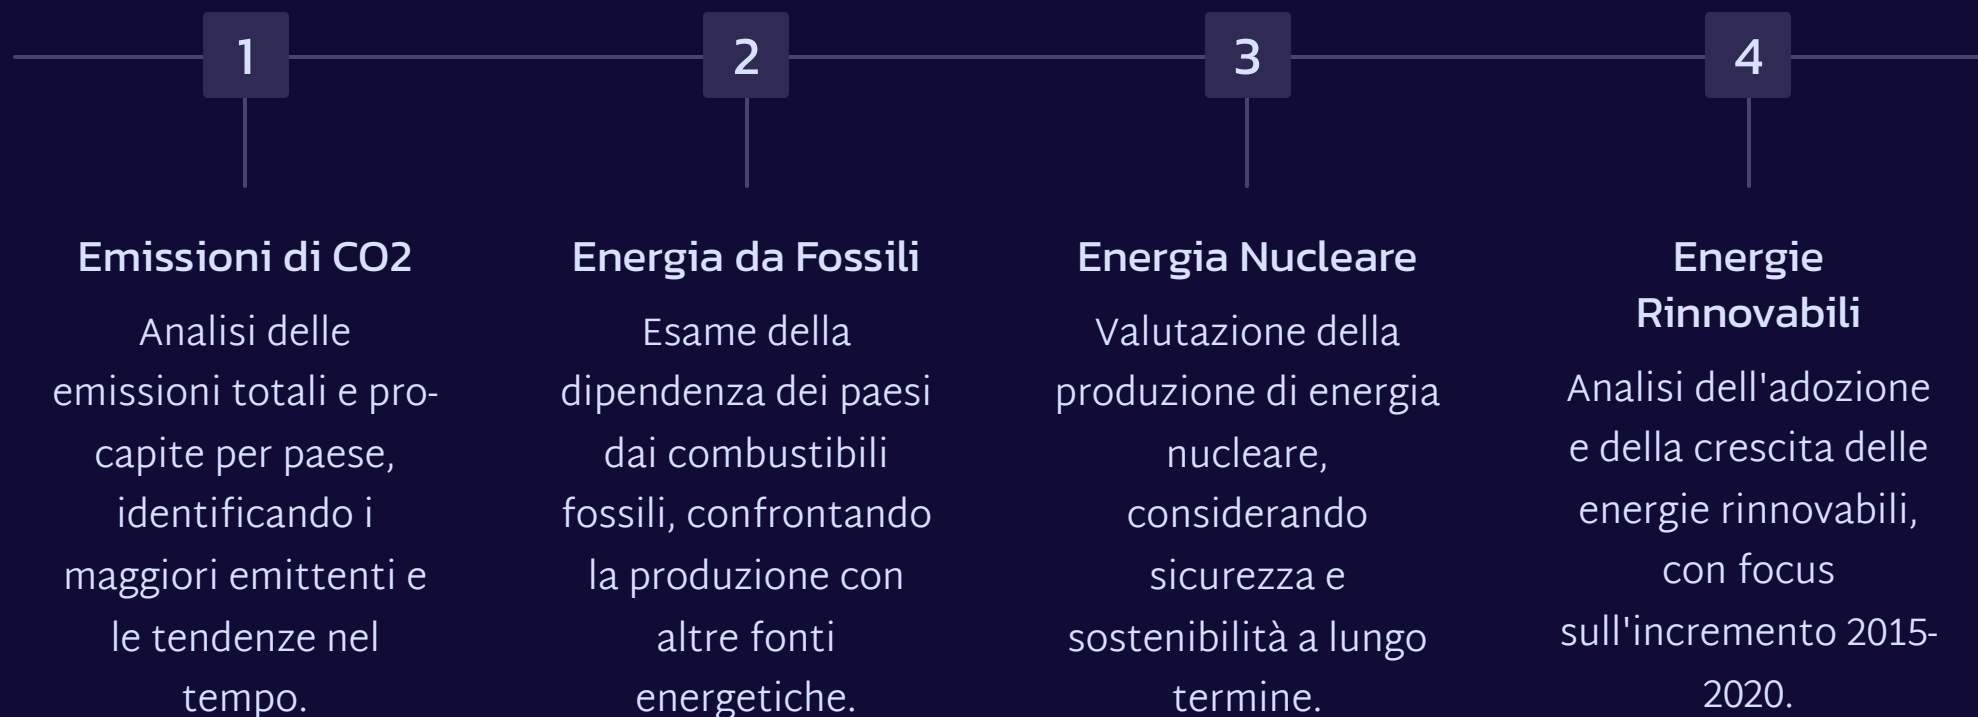 1
Emissioni di CO2
Analisi delle
emissioni totali e pro-
capite per paese,
identificando i
maggiori emittenti e
le tendenze nel
tempo.
2
Energia da Fossili
Esame della
dipendenza dei paesi
dai combustibili
fossili, confrontando
la produzione con
altre fonti
energetiche.
3
Energia Nucleare
Valutazione della
produzione di energia
nucleare,
considerando
sicurezza e
sostenibilità a lungo
termine.
4
Energie
Rinnovabili
Analisi dell'adozione
e della crescita delle
energie rinnovabili,
con focus
sull'incremento 2015-
2020.